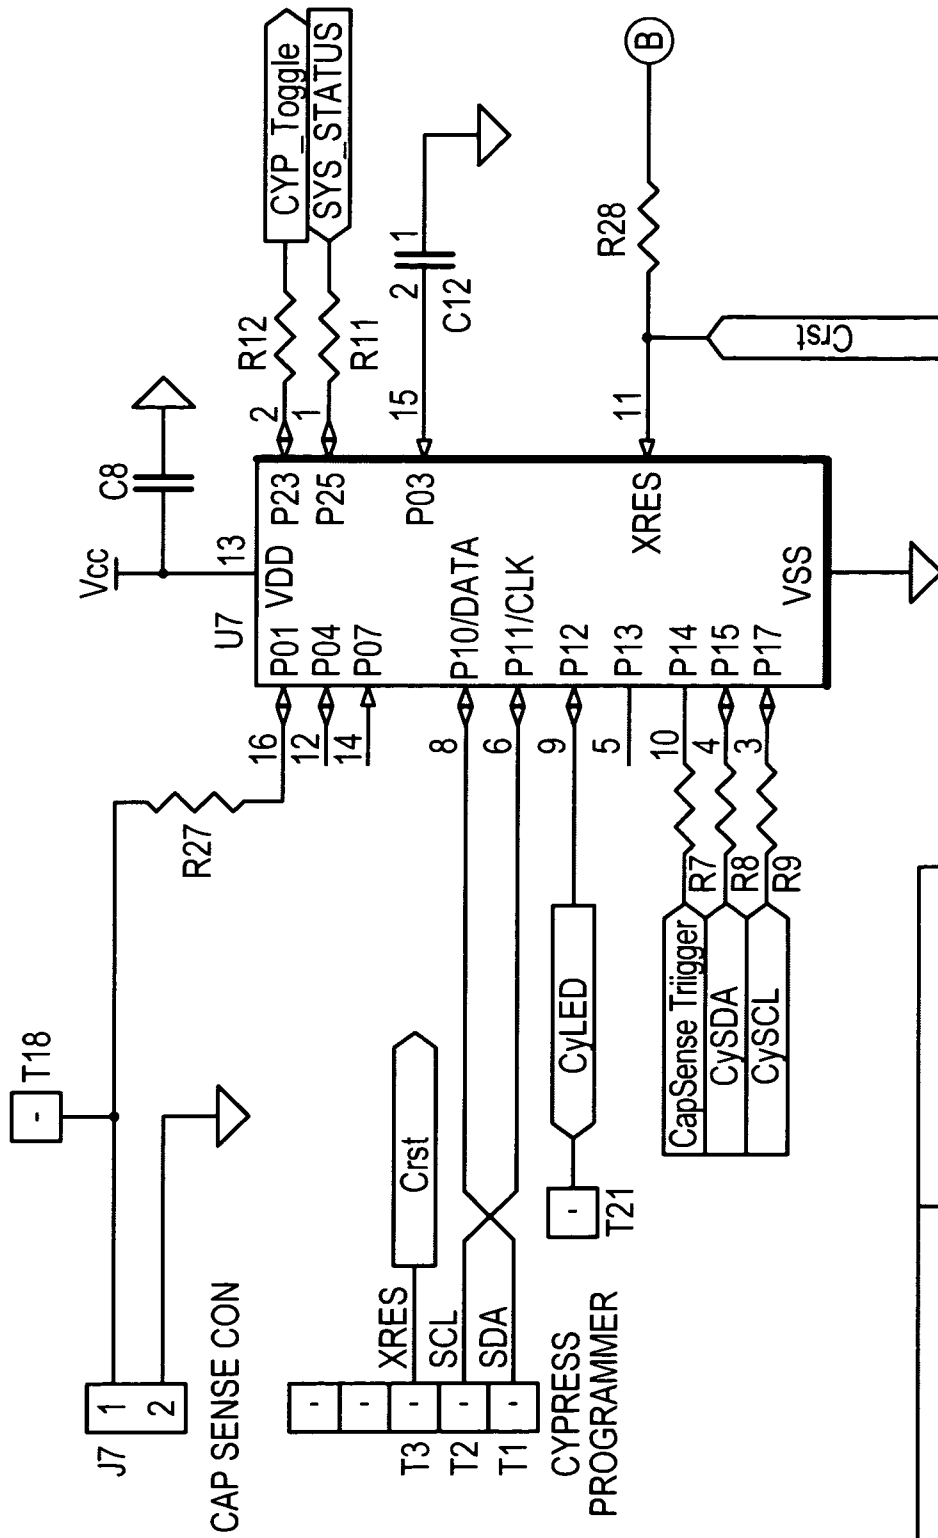 J7
1
2
CAP SENSE CON
-
T18
R27
Vcc
C8
U7
13
VDD
16
P01
12
P04
14
P07
8
P10/DATA
6
P11/CLK
9
P12
5
P13
10
P14
4
P15
3
P17
VSS
P23
2
R12
CYP_Toggle
P25
1
R11
SYS_STATUS
P03
15
2
1
C12
XRES
11
R28
B
Crst
-
-
T3
-
XRES
Crst
T2
-
SCL
T1
-
SDA
CYPRESS
PROGRAMMER
-
T21
CyLED
CapSense Triigger
R7
CySDA
R8
CySCL
R9